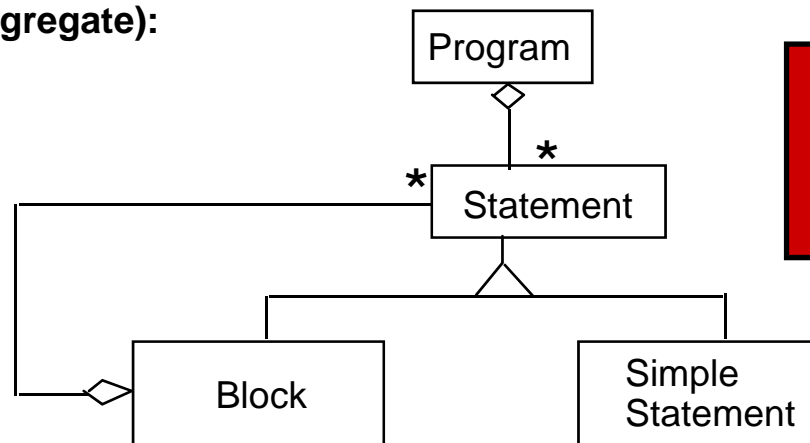 gregate):
Program
*
*
Statement
Block
Simple
Statement